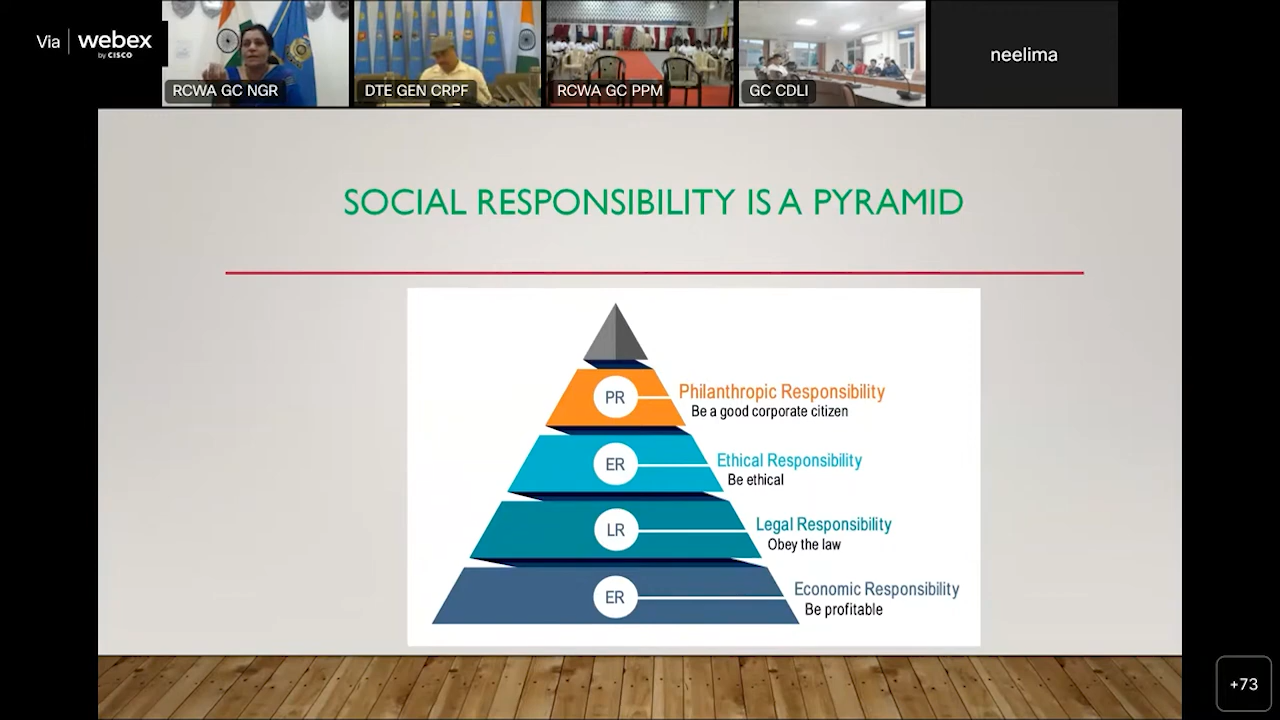 Via webex
by CISCO
RCWA GC NGR
DTE GEN CRPF
RCWA GC PPM
GC CDLI
neelima
SOCIAL RESPONSIBILITY IS A PYRAMID
PR
Philanthropic Responsibility
Be a good corporate citizen
ER
Ethical Responsibility
Be ethical
LR
Legal Responsibility
Obey the law
ER
Economic Responsibility
Be profitable
+73